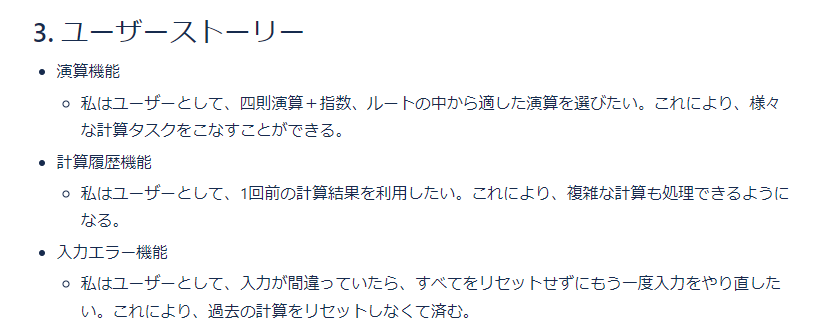 3. ユーザーストーリー
演算機能
私はユーザーとして、四則演算＋指数、ルートの中から適した演算を選びたい。これにより、様々
な計算タスクをこなすことができる。
計算履歴機能
私はユーザーとして、1回前の計算結果を利用したい。これにより、複雑な計算も処理できるように
なる。
入力エラー機能
私はユーザーとして、入力が間違っていたら、すべてをリセットせずにもう一度入力をやり直した
い。これにより、過去の計算をリセットしなくて済む。